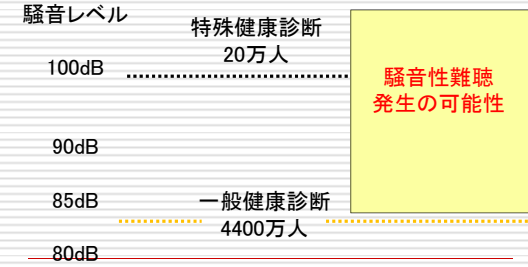 騒音レベル
特殊健康診断
20万人
100dB
騒音性難聴
発生の可能性
90dB
85dB
一般健康診断
4400万人
80dB